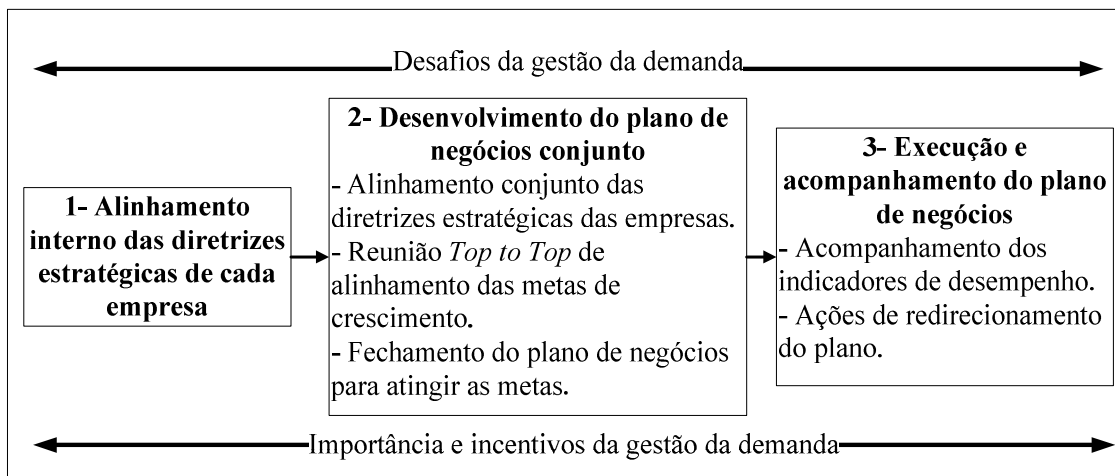 Desafios da gestão da demanda
1- Alinhamento
interno das diretrizes
estratégicas de cada
empresa
2- Desenvolvimento do plano de
negócios conjunto
- Alinhamento conjunto das
diretrizes estratégicas das empresas.
- Reunião Top to Top de
alinhamento das metas de
crescimento.
- Fechamento do plano de negócios
para atingir as metas.
3- Execução e
acompanhamento do plano
de negócios
- Acompanhamento dos
indicadores de desempenho.
- Ações de redirecionamento
do plano.
Importância e incentivos da gestão da demanda